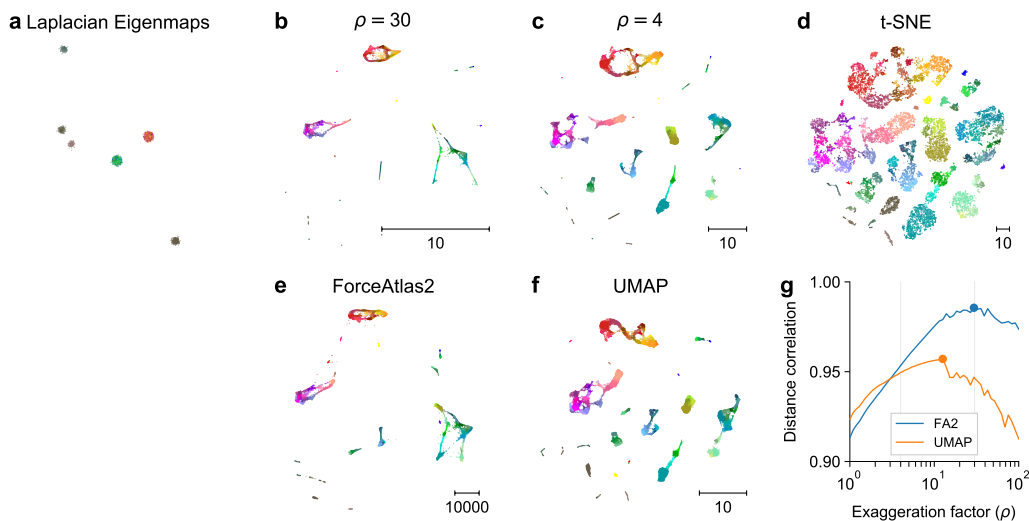 a Laplacian Eigenmaps
b ρ = 30
10
c ρ = 4
10
d t-SNE
10
e ForceAtlas2
10000
f UMAP
10
g
Distance correlation
1.00
0.95
0.90
FA2
UMAP
10⁰ 10¹ 10²
Exaggeration factor (ρ)